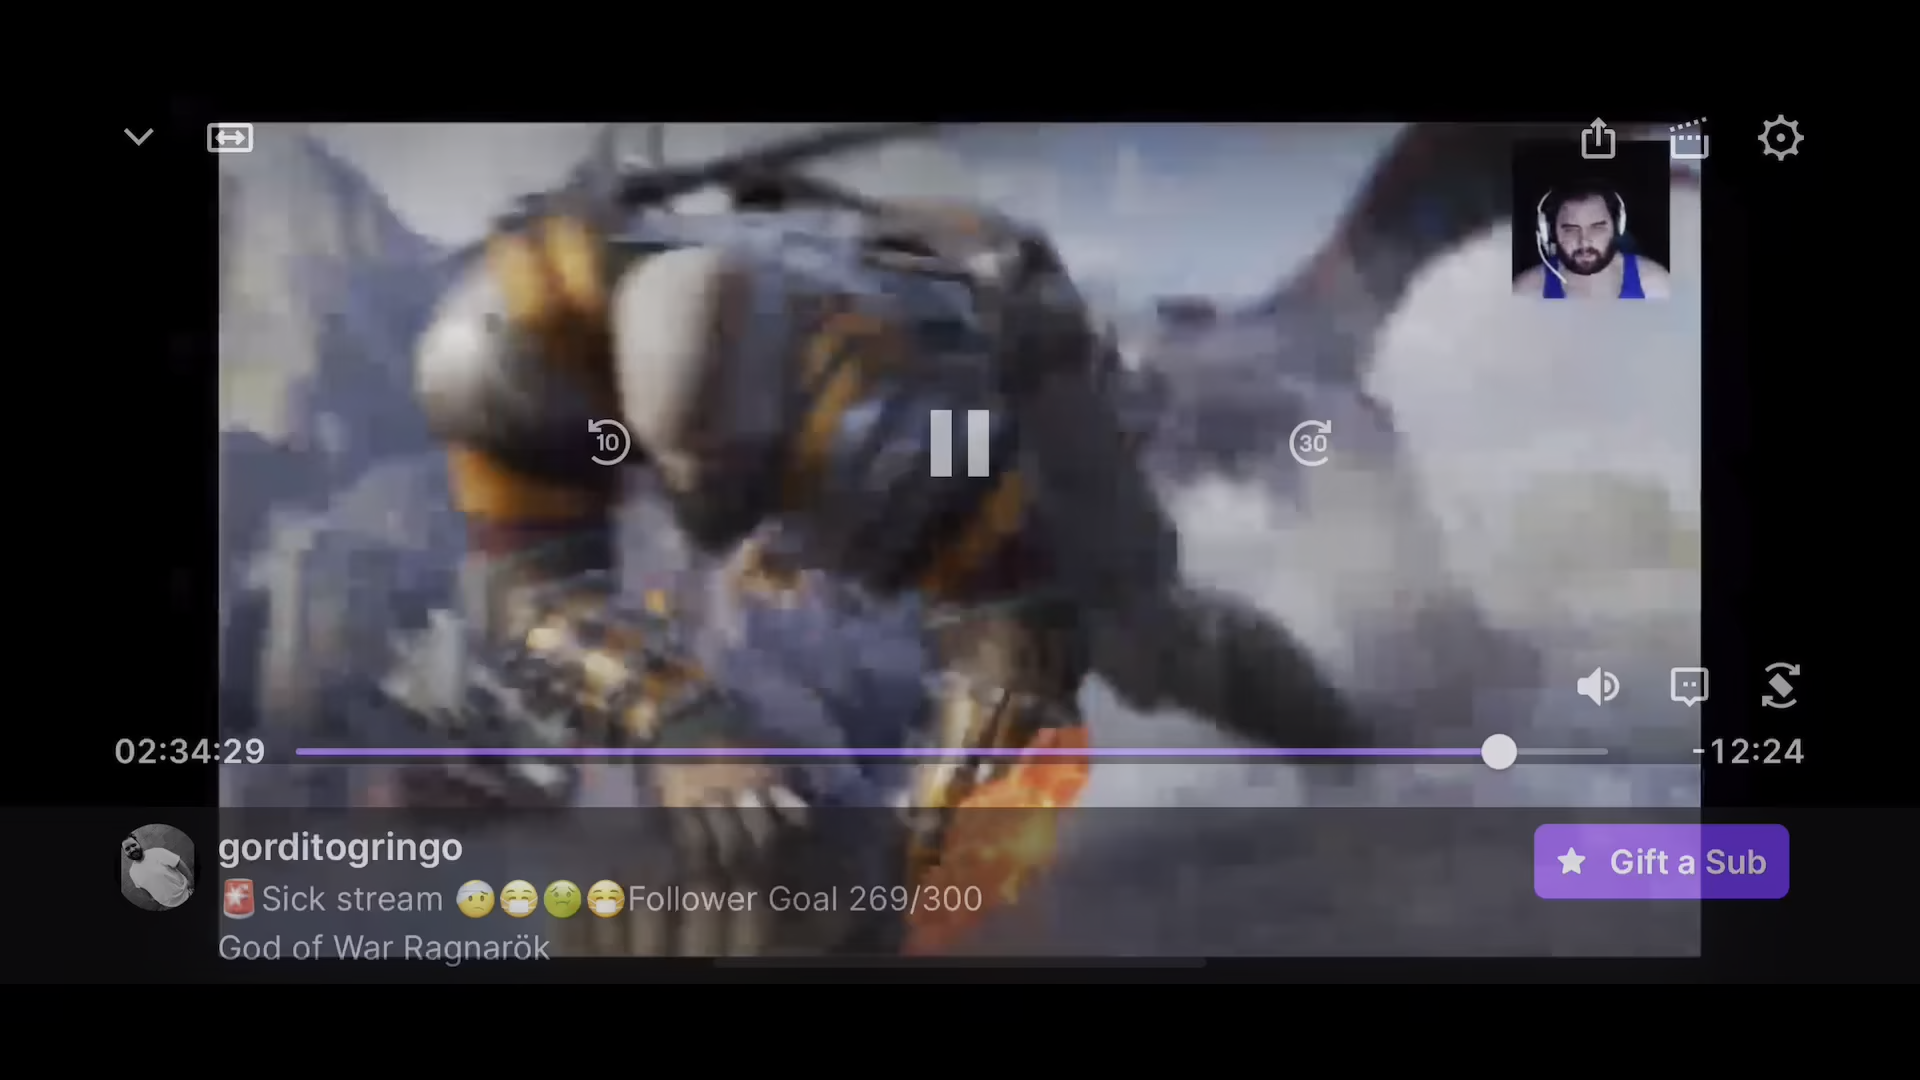 10
30
02:34:29
-12:24
gorditogringo
🚨Sick stream 🤕😷🤢😷Follower Goal 269/300
Gift a Sub
God of War Ragnarök